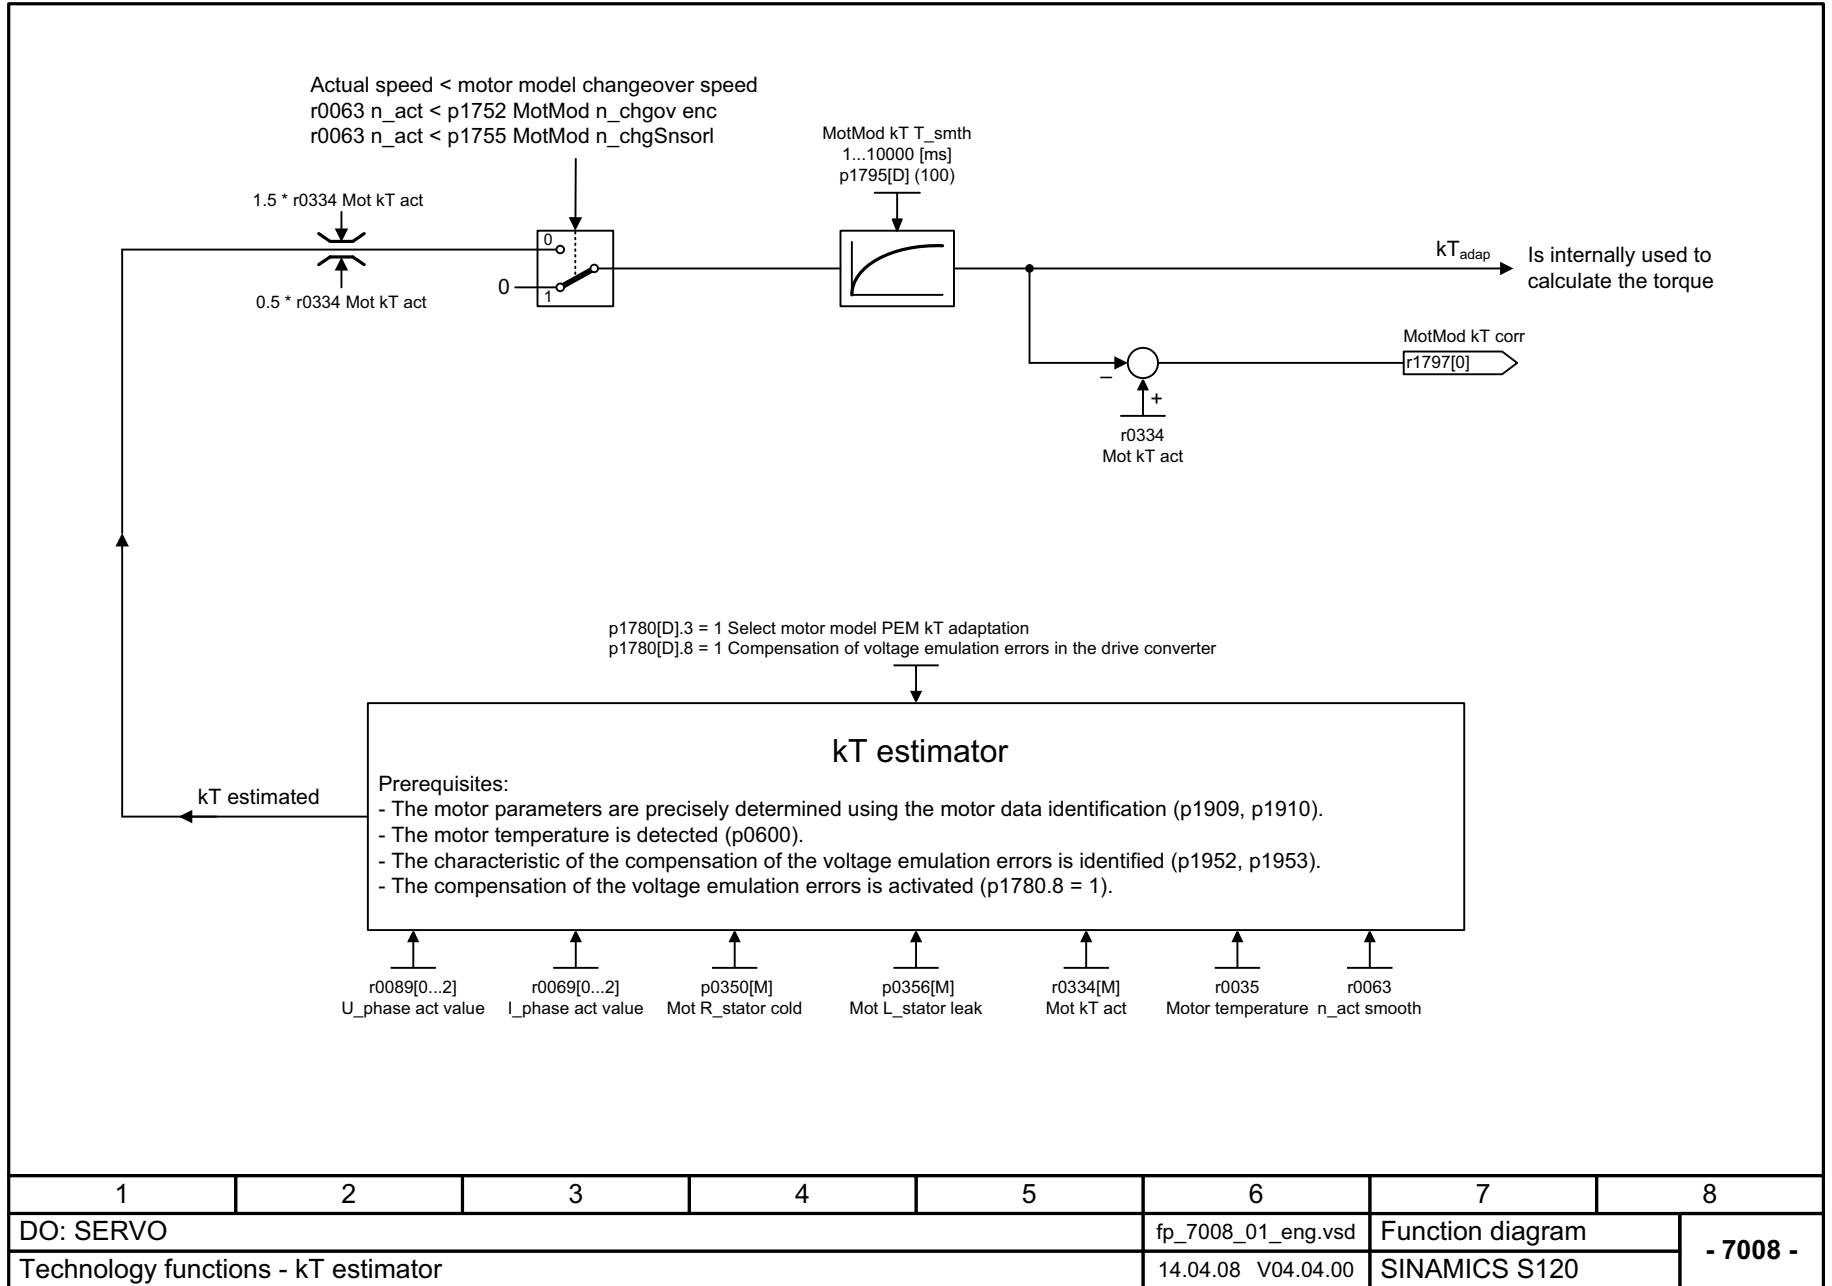 Actual speed < motor model changeover speed
r0063 n_act < p1752 MotMod n_chgov enc
r0063 n_act < p1755 MotMod n_chgSnsorl
MotMod kT T_smth
1...10000 [ms]
p1795[D] (100)
1.5 * r0334 Mot kT act
0.5 * r0334 Mot kT act
0
0
1
kTadap
Is internally used to
calculate the torque
MotMod kT corr
r1797[0]
–
+
r0334
Mot kT act
p1780[D].3 = 1 Select motor model PEM kT adaptation
p1780[D].8 = 1 Compensation of voltage emulation errors in the drive converter
kT estimator
kT estimated
Prerequisites:
- The motor parameters are precisely determined using the motor data identification (p1909, p1910).
- The motor temperature is detected (p0600).
- The characteristic of the compensation of the voltage emulation errors is identified (p1952, p1953).
- The compensation of the voltage emulation errors is activated (p1780.8 = 1).
r0089[0...2]
U_phase act value
r0069[0...2]
I_phase act value
p0350[M]
Mot R_stator cold
p0356[M]
Mot L_stator leak
r0334[M]
Mot kT act
r0035
Motor temperature
r0063
n_act smooth
1 2 3 4 5 6 7 8
DO: SERVO
fp_7008_01_eng.vsd
Function diagram
- 7008 -
Technology functions - kT estimator
14.04.08 V04.04.00
SINAMICS S120